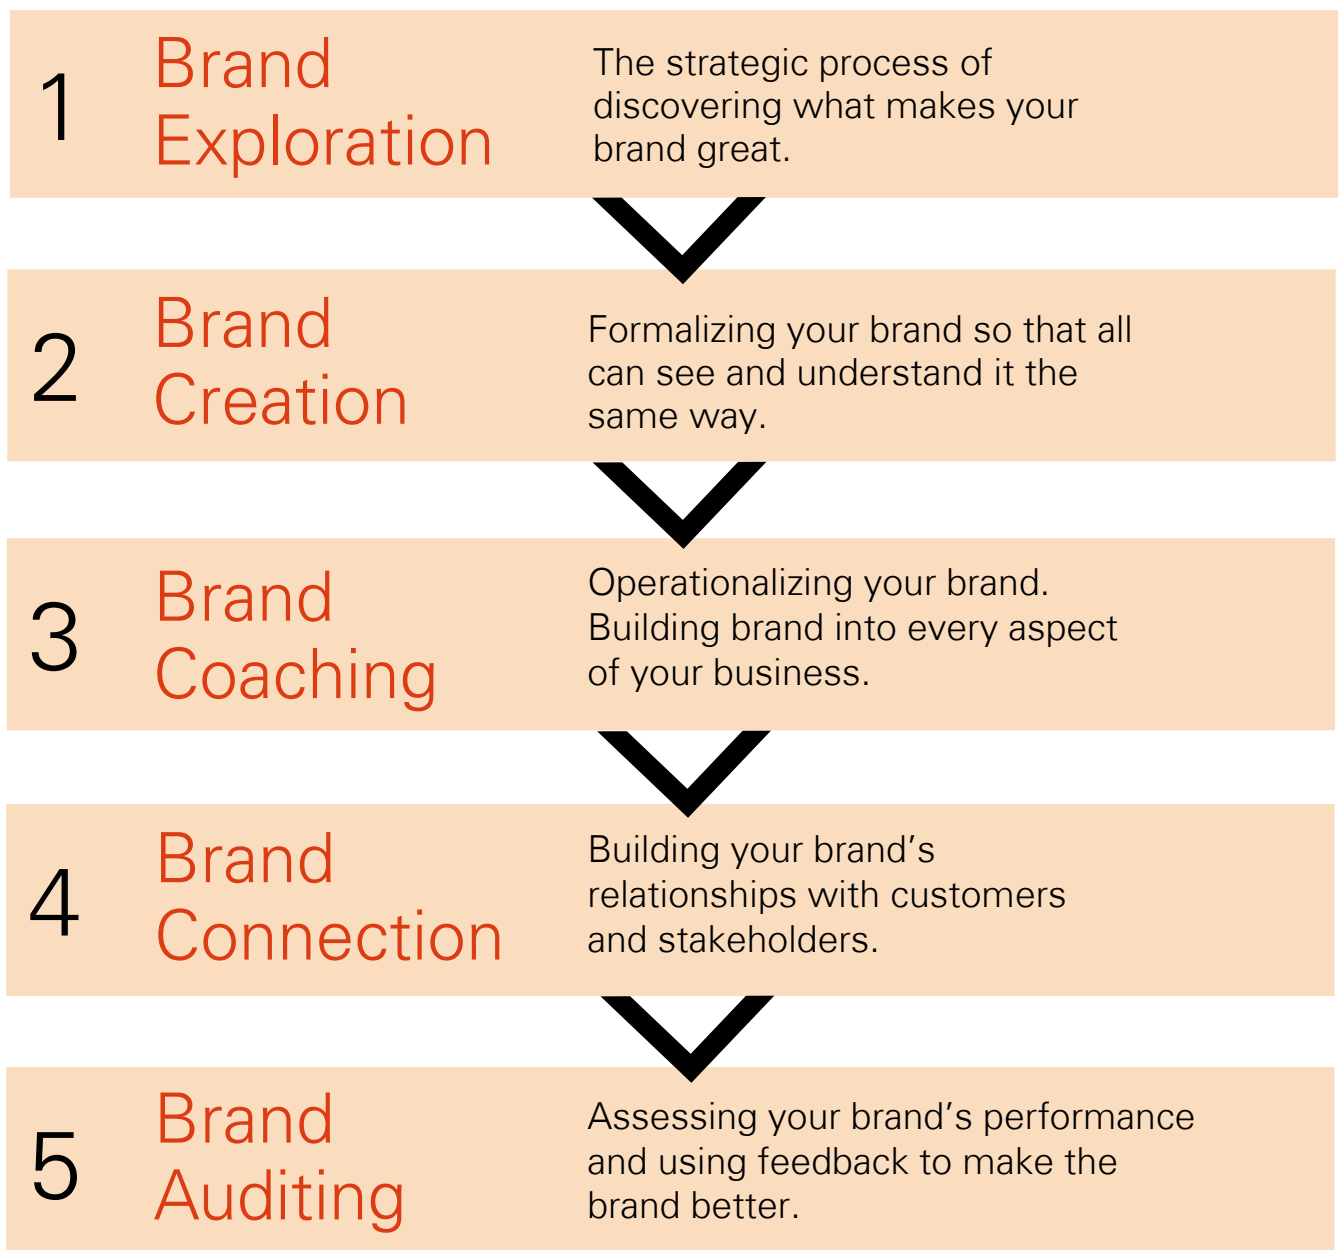 1
Brand
Exploration
The strategic process of
discovering what makes your
brand great.
2
Brand
Creation
Formalizing your brand so that all
can see and understand it the
same way.
3
Brand
Coaching
Operationalizing your brand.
Building brand into every aspect
of your business.
4
Brand
Connection
Building your brand’s
relationships with customers
and stakeholders.
5
Brand
Auditing
Assessing your brand’s performance
and using feedback to make the
brand better.